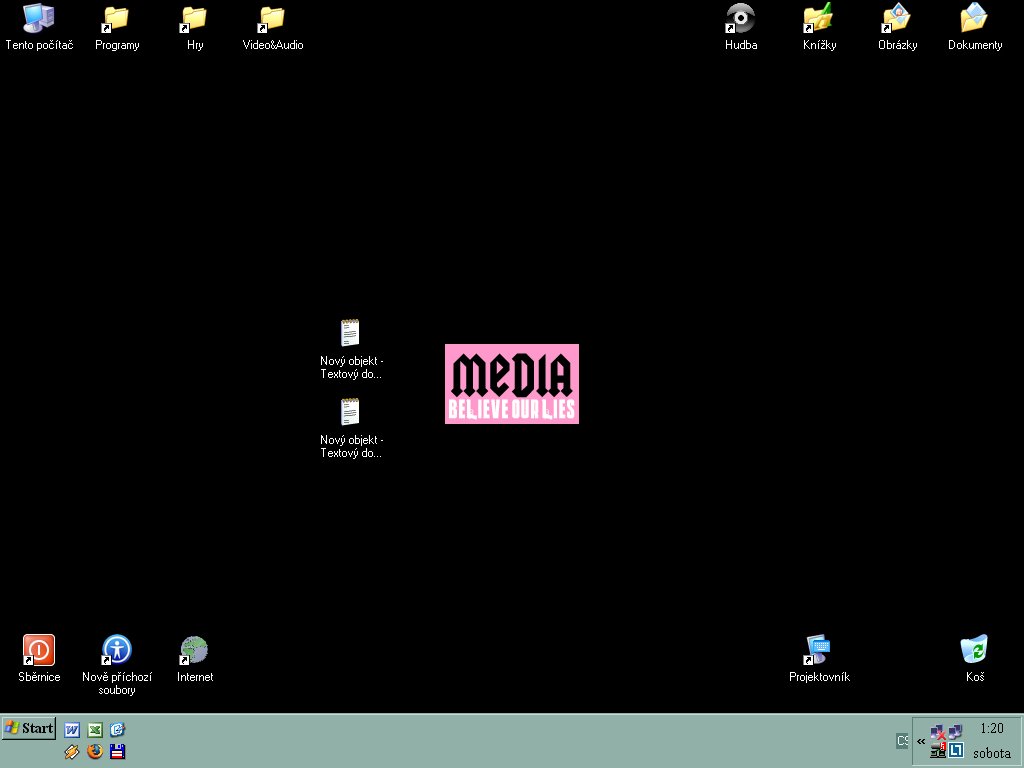 Tento počítač
Programy
Hry
Video&Audio
Hudba
Knížky
Obrázky
Dokumenty
Nový objekt -
Textový do...
MEDIA
BELIEVE OUR LIES
Nový objekt -
Textový do...
Sběrnice
Nově příchozí
soubory
Internet
Projektovník
Koš
Start
CS
«
1:20
sobota